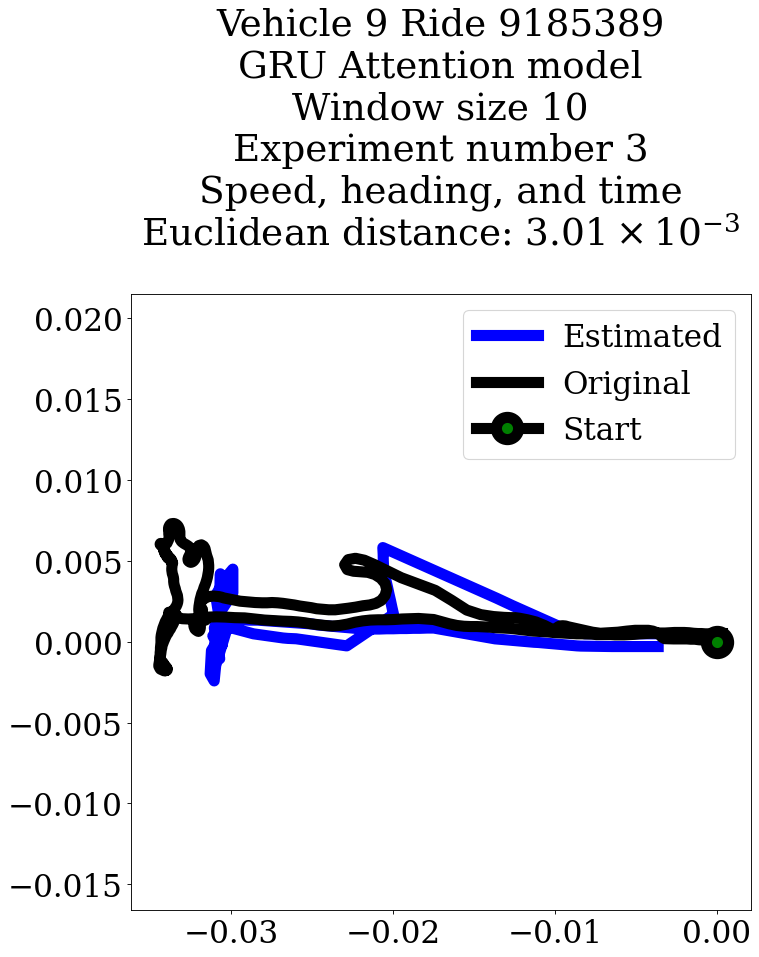 Vehicle 9 Ride 9185389
GRU Attention model
Window size 10
Experiment number 3
Speed, heading, and time
Euclidean distance: 3.01 × 10⁻³
0.020
0.015
0.010
0.005
0.000
−0.005
−0.010
−0.015
Estimated
Original
Start
−0.03 −0.02 −0.01 0.00